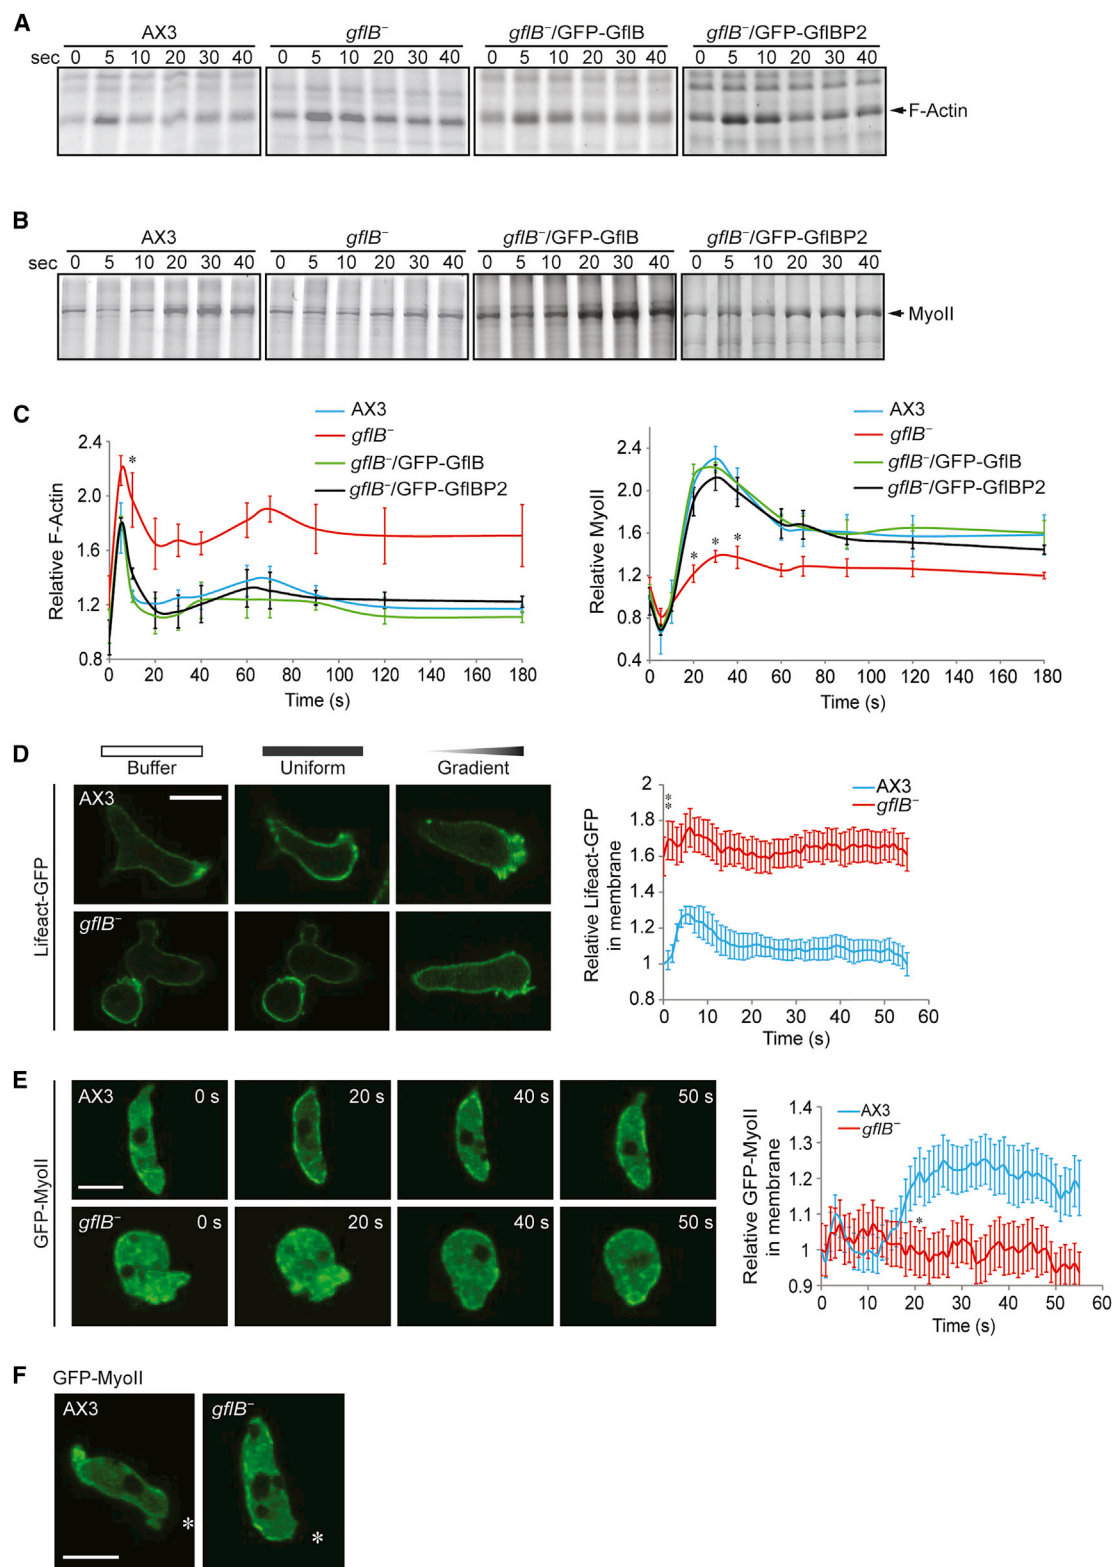 A
AX3 gflB⁻ gflB⁻/GFP-GflB gflB⁻/GFP-GflBP2
sec 0 5 10 20 30 40 0 5 10 20 30 40 0 5 10 20 30 40 0 5 10 20 30 40
F-Actin
B
AX3 gflB⁻ gflB⁻/GFP-GflB gflB⁻/GFP-GflBP2
sec 0 5 10 20 30 40 0 5 10 20 30 40 0 5 10 20 30 40 0 5 10 20 30 40
MyoII
C
AX3
gflB⁻
gflB⁻/GFP-GflB
gflB⁻/GFP-GflBP2
Relative F-Actin
2.4
2.0
1.6
1.2
0.8
*
0 20 40 60 80 100 120 140 160 180
Time (s)
AX3
gflB⁻
gflB⁻/GFP-GflB
gflB⁻/GFP-GflBP2
Relative MyoII
2.4
2.0
1.6
1.2
0.8
0.4
* * *
0 20 40 60 80 100 120 140 160 180
Time (s)
D
Buffer Uniform Gradient
Lifeact-GFP
AX3
gflB⁻
Relative Lifeact-GFP
in membrane
2
1.8
1.6
1.4
1.2
1
0.8
**
AX3
gflB⁻
0 10 20 30 40 50 60
Time (s)
E
GFP-MyoII
AX3 0 s 20 s 40 s 50 s
gflB⁻ 0 s 20 s 40 s 50 s
Relative GFP-MyoII
in membrane
1.4
1.3
1.2
1.1
1
0.9
AX3
gflB⁻
*
0 10 20 30 40 50 60
Time (s)
F
GFP-MyoII
AX3 gflB⁻
* *